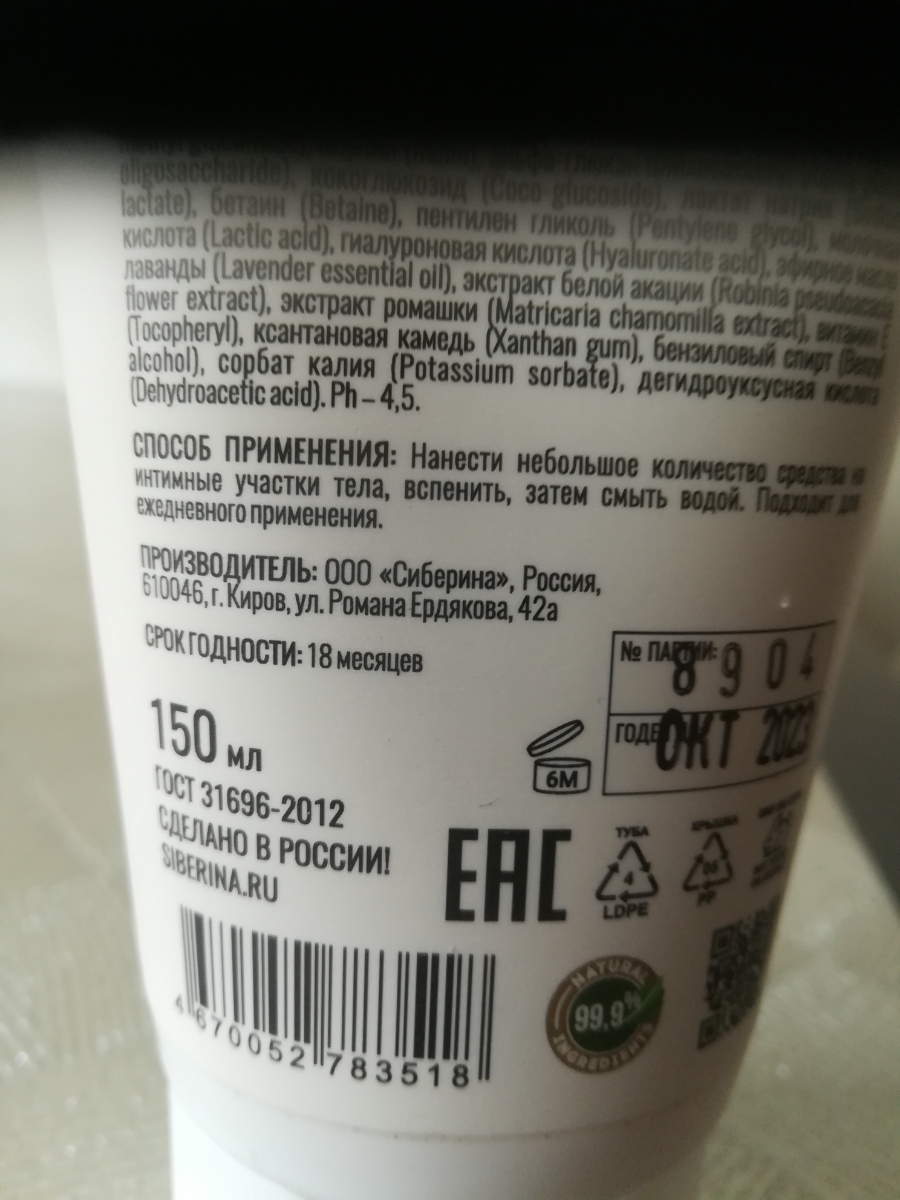 oligosaccharide), кокоглюкозид (Coco glucoside), лактат
lactate), бетаин (Betaine), пентилен гликоль (Pentylene glycol),
кислота (Lactic acid), гиалуроновая кислота (Hyaluronate acid), эфирное масло
лаванды (Lavender essential oil), экстракт белой акации (Robinia pseudoacacia
flower extract), экстракт ромашки (Matricaria chamomilla extract), витамин Е
(Tocopheryl), ксантановая камедь (Xanthan gum), бензиловый спирт (Benzyl
alcohol), сорбат калия (Potassium sorbate), дегидроуксусная кислота
(Dehydroacetic acid). Ph – 4,5.
СПОСОБ ПРИМЕНЕНИЯ: Нанести небольшое количество средства на
интимные участки тела, вспенить, затем смыть водой. Подходит для
ежедневного применения.
ПРОИЗВОДИТЕЛЬ: ООО «Сиберина», Россия,
610046, г. Киров, ул. Романа Ердякова, 42а
СРОК ГОДНОСТИ: 18 месяцев
№ ПАРТИИ: 8904
ОКТ 2023
6M
150 мл
ГОСТ 31696-2012
СДЕЛАНО В РОССИИ!
SIBERINA.RU
EAC
ТУБА
4
LDPE
КРЫШКА
05
PP
NATURAL
99,9%
INGREDIENTS
4 670052 783518